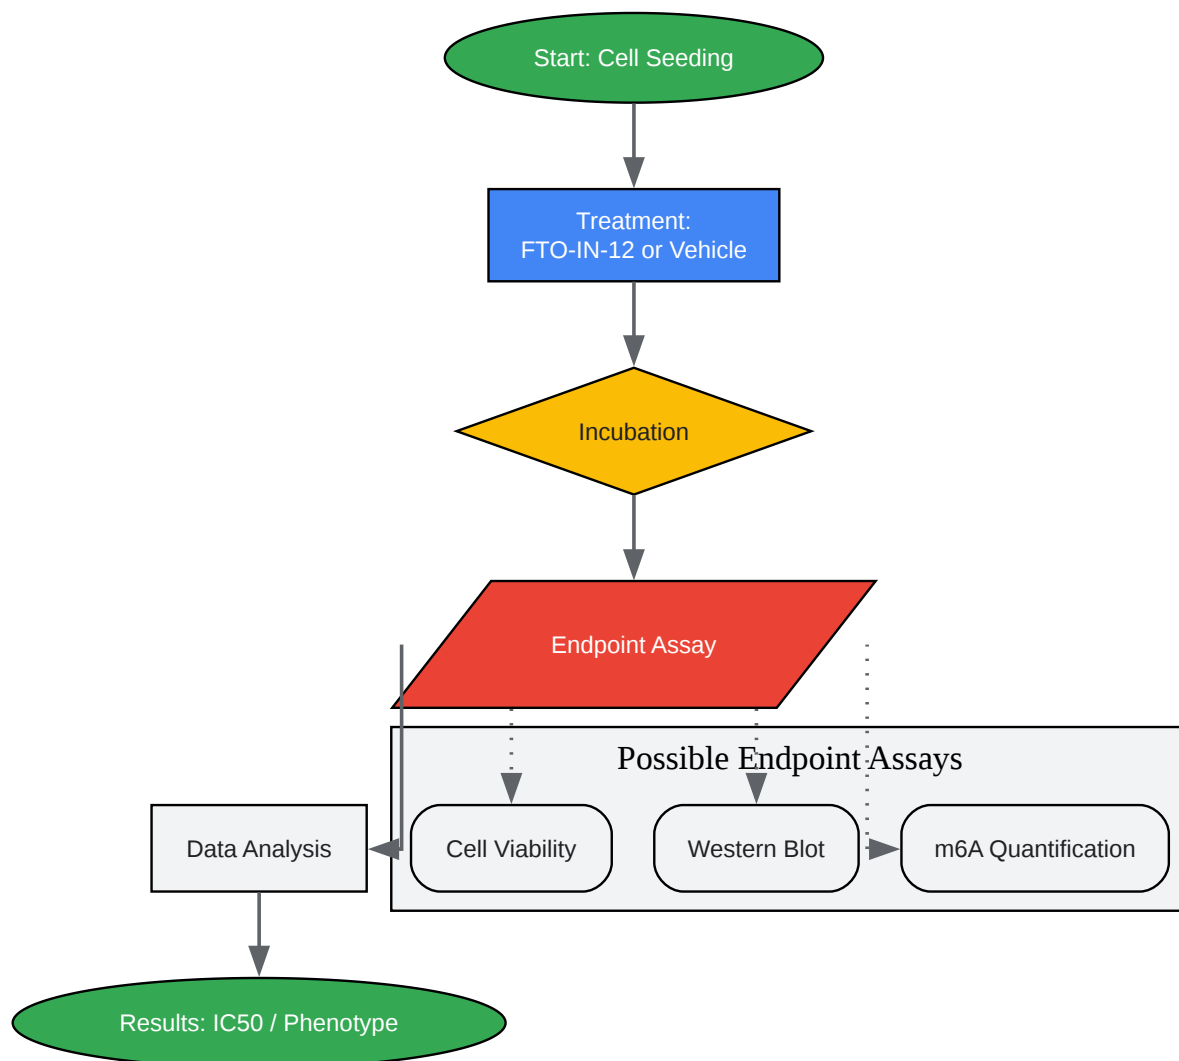 Start: Cell Seeding
Treatment:
FTO-IN-12 or Vehicle
Incubation
Endpoint Assay
Possible Endpoint Assays
Data Analysis
Cell Viability
Western Blot
m6A Quantification
Results: IC50 / Phenotype